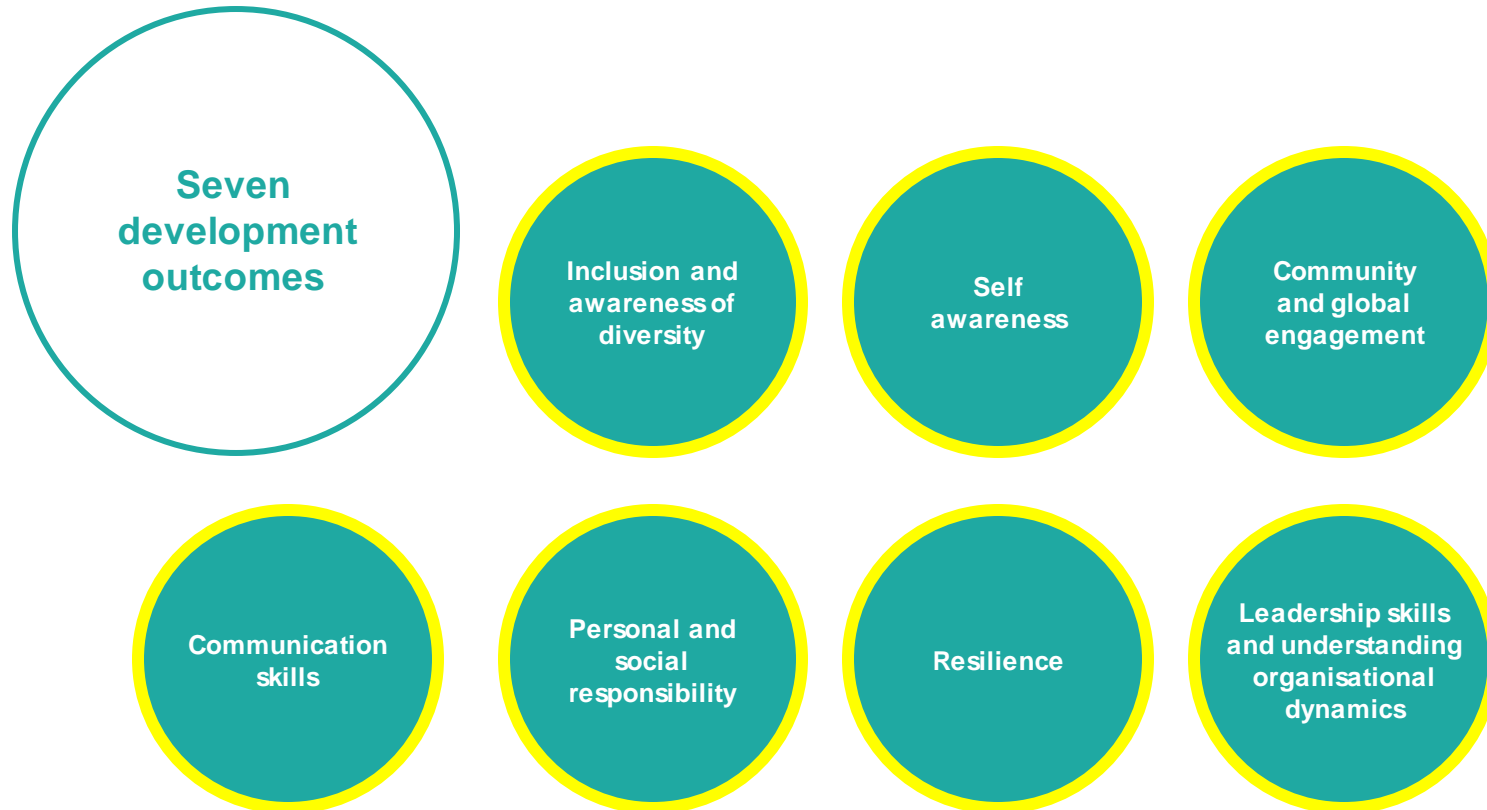 Seven
development
outcomes
Inclusion and
awareness of
diversity
Self
awareness
Community
and global
engagement
Communication
skills
Personal and
social
responsibility
Resilience
Leadership skills
and understanding
organisational
dynamics